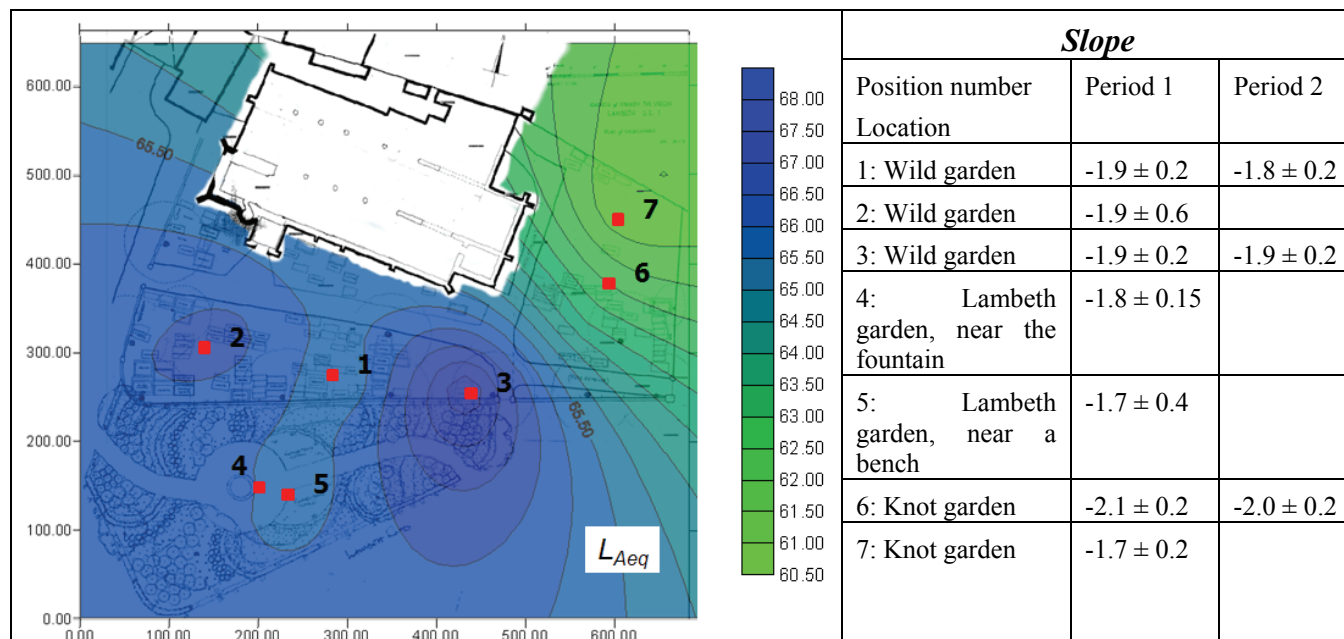 600.00
500.00
400.00
300.00
200.00
100.00
0.00
0.00 100.00 200.00 300.00 400.00 500.00 600.00
65.50
65.50
7
6
2
1
3
4
5
L_Aeq
68.00
67.50
67.00
66.50
66.00
65.50
65.00
64.50
64.00
63.50
63.00
62.50
62.00
61.50
61.00
60.50
Slope
Position number Period 1 Period 2
Location
1: Wild garden -1.9 ± 0.2 -1.8 ± 0.2
2: Wild garden -1.9 ± 0.6
3: Wild garden -1.9 ± 0.2 -1.9 ± 0.2
4: Lambeth -1.8 ± 0.15
garden, near the
fountain
5: Lambeth -1.7 ± 0.4
garden, near a
bench
6: Knot garden -2.1 ± 0.2 -2.0 ± 0.2
7: Knot garden -1.7 ± 0.2